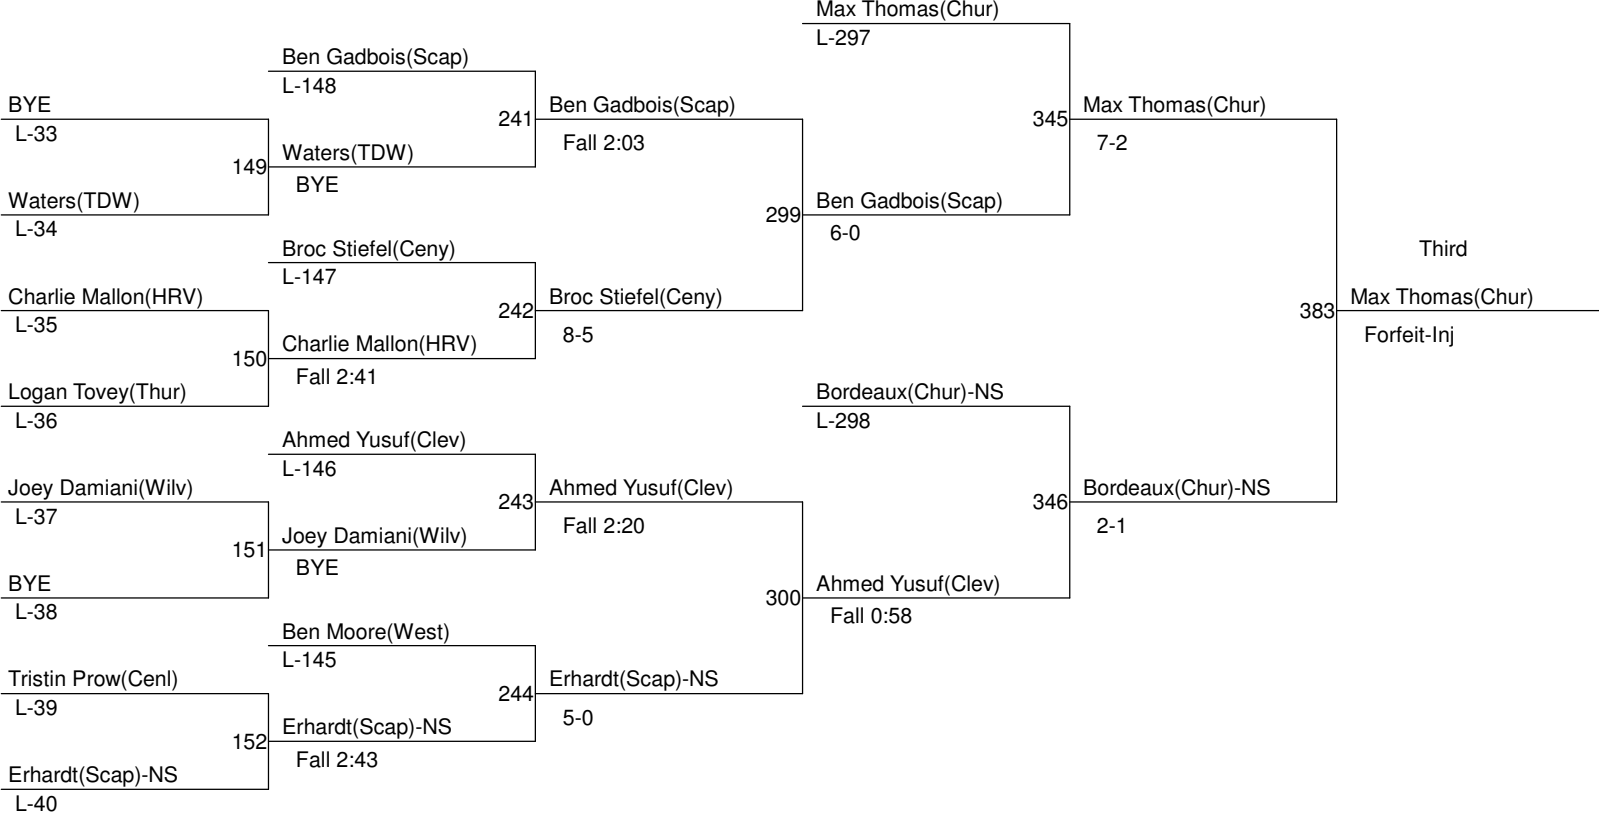 Max Thomas(Chur)
L-297
Ben Gadbois(Scap)
L-148
BYE
L-33
241
Ben Gadbois(Scap)
Fall 2:03
345
Max Thomas(Chur)
7-2
149
Waters(TDW)
BYE
Waters(TDW)
L-34
299
Ben Gadbois(Scap)
6-0
Broc Stiefel(Ceny)
L-147
Third
Charlie Mallon(HRV)
L-35
242
Broc Stiefel(Ceny)
8-5
383
Max Thomas(Chur)
Forfeit-Inj
150
Charlie Mallon(HRV)
Fall 2:41
Logan Tovey(Thur)
L-36
Bordeaux(Chur)-NS
L-298
Ahmed Yusuf(Clev)
L-146
Joey Damiani(Wilv)
L-37
243
Ahmed Yusuf(Clev)
Fall 2:20
346
Bordeaux(Chur)-NS
2-1
151
Joey Damiani(Wilv)
BYE
BYE
L-38
300
Ahmed Yusuf(Clev)
Fall 0:58
Ben Moore(West)
L-145
Tristin Prow(Cenl)
L-39
244
Erhardt(Scap)-NS
5-0
152
Erhardt(Scap)-NS
Fall 2:43
Erhardt(Scap)-NS
L-40